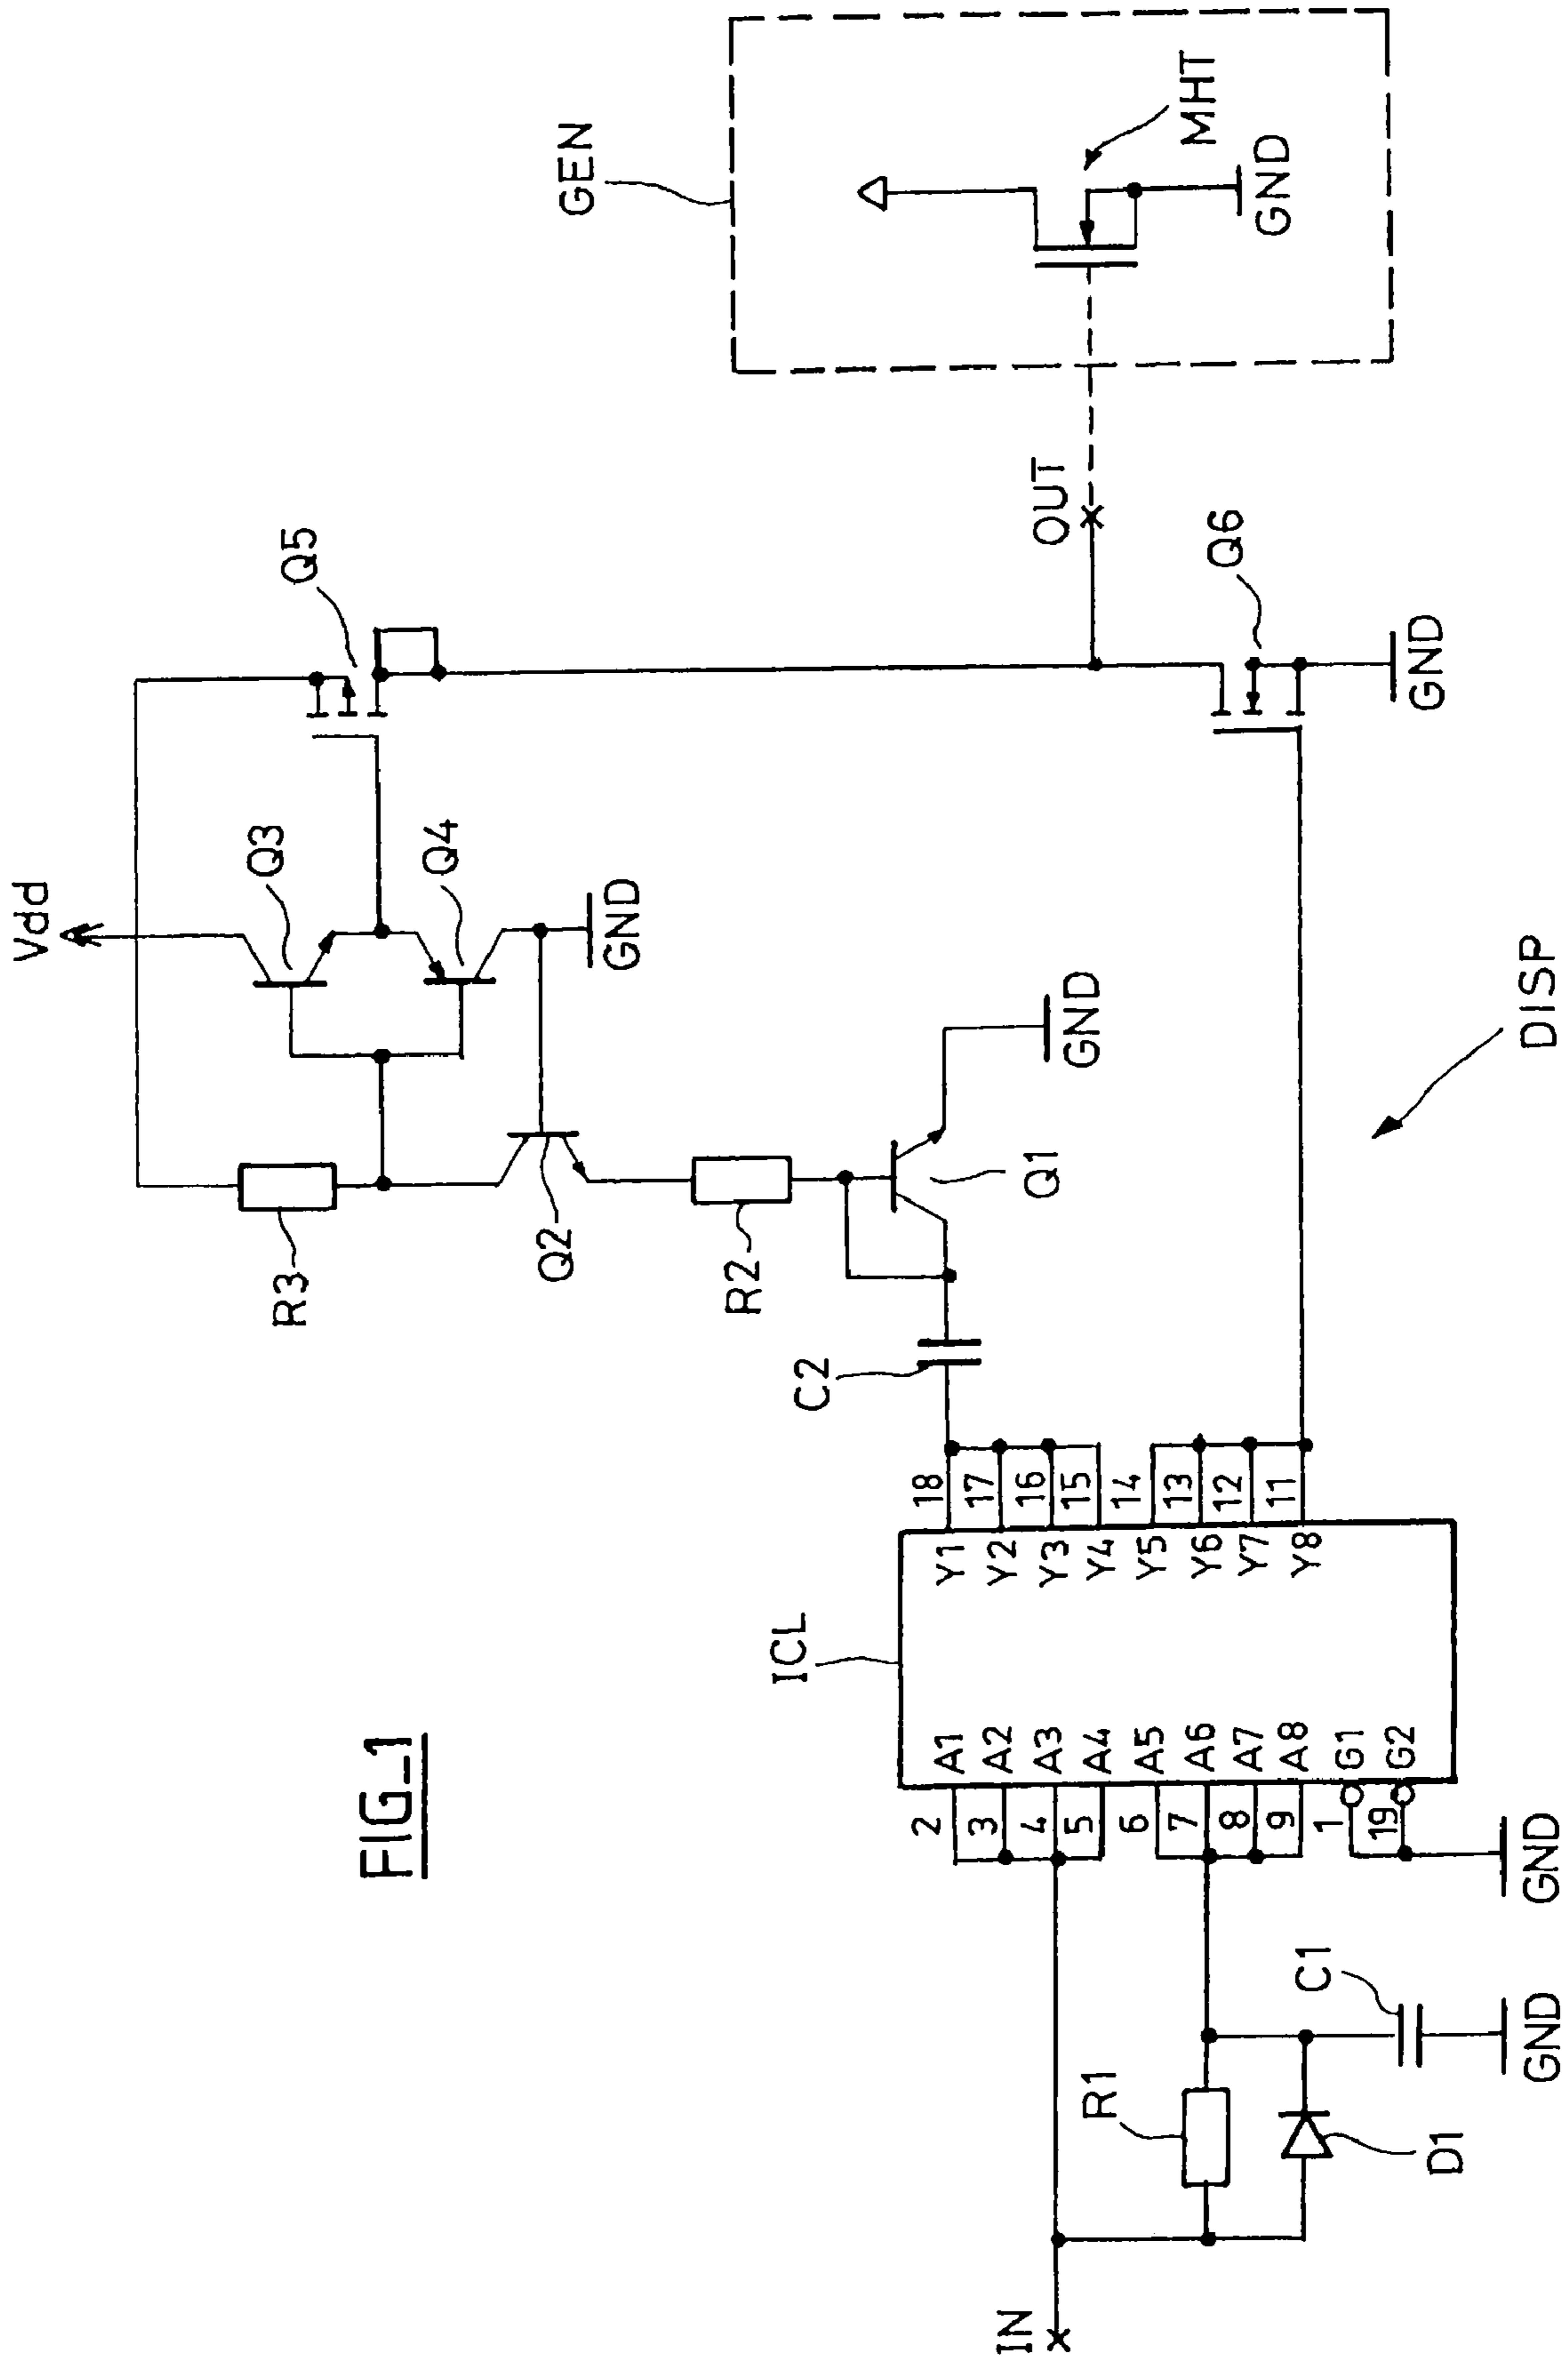 FIG_1
Vdd
R3
Q3
Q4
Q5
GND
Q2
R2
Q1
GND
C2
OUT
GEN
MHT
GND
Q6
GND
DISP
ICL
IN
R1
D1
C1
GND
2 A1
3 A2
4 A3
5 A4
6 A5
7 A6
8 A7
9 A8
1 G1
19 G2
GND
Y1 18
Y2 17
Y3 16
Y4 15
Y5 14
Y6 13
Y7 12
Y8 11